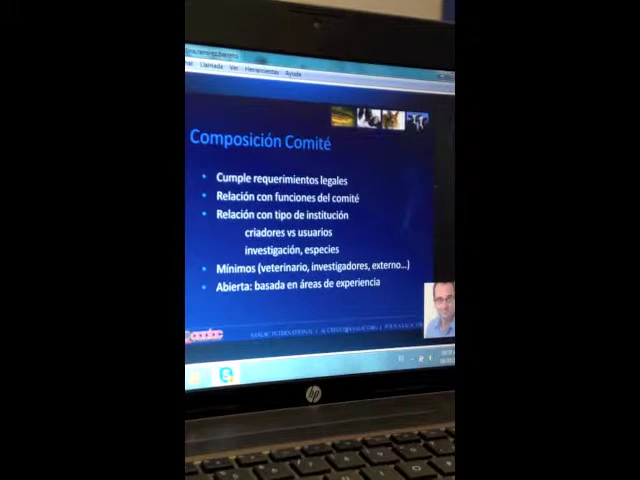 Llamada Ver Herramientas Ayuda
Composición Comité
• Cumple requerimientos legales
• Relación con funciones del comité
• Relación con tipo de institución
criadores vs usuarios
investigación, especies
• Mínimos (veterinario, investigadores, externo...)
• Abierta: basada en áreas de experiencia
INTERNATIONAL
hp